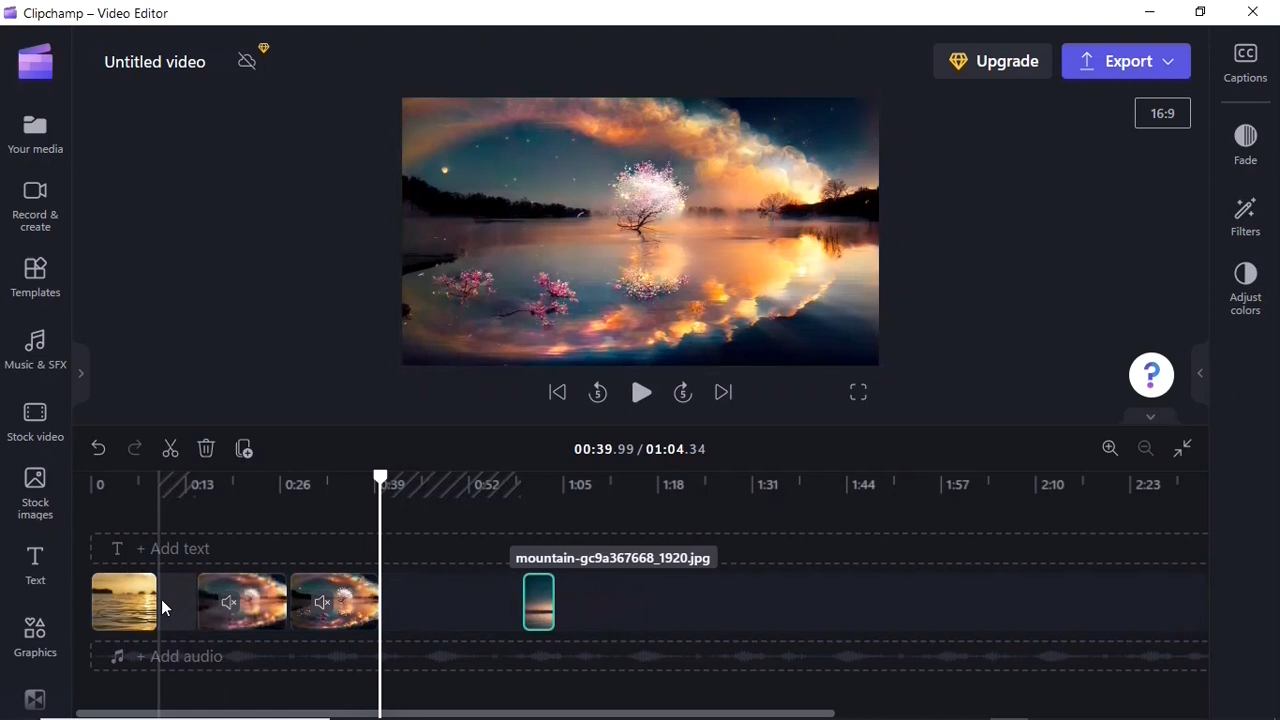 Clipchamp – Video Editor
Untitled video
Upgrade
Export
16:9
Captions
Fade
Filters
Adjust
colors
Your media
Record &
create
Templates
Music & SFX
Stock video
Stock
images
Text
Graphics
5
5
?
00:39.99 / 01:04.34
0
0:13
0:26
0:39
0:52
1:05
1:18
1:31
1:44
1:57
2:10
2:23
T + Add text
mountain-gc9a367668_1920.jpg
+ Add audio